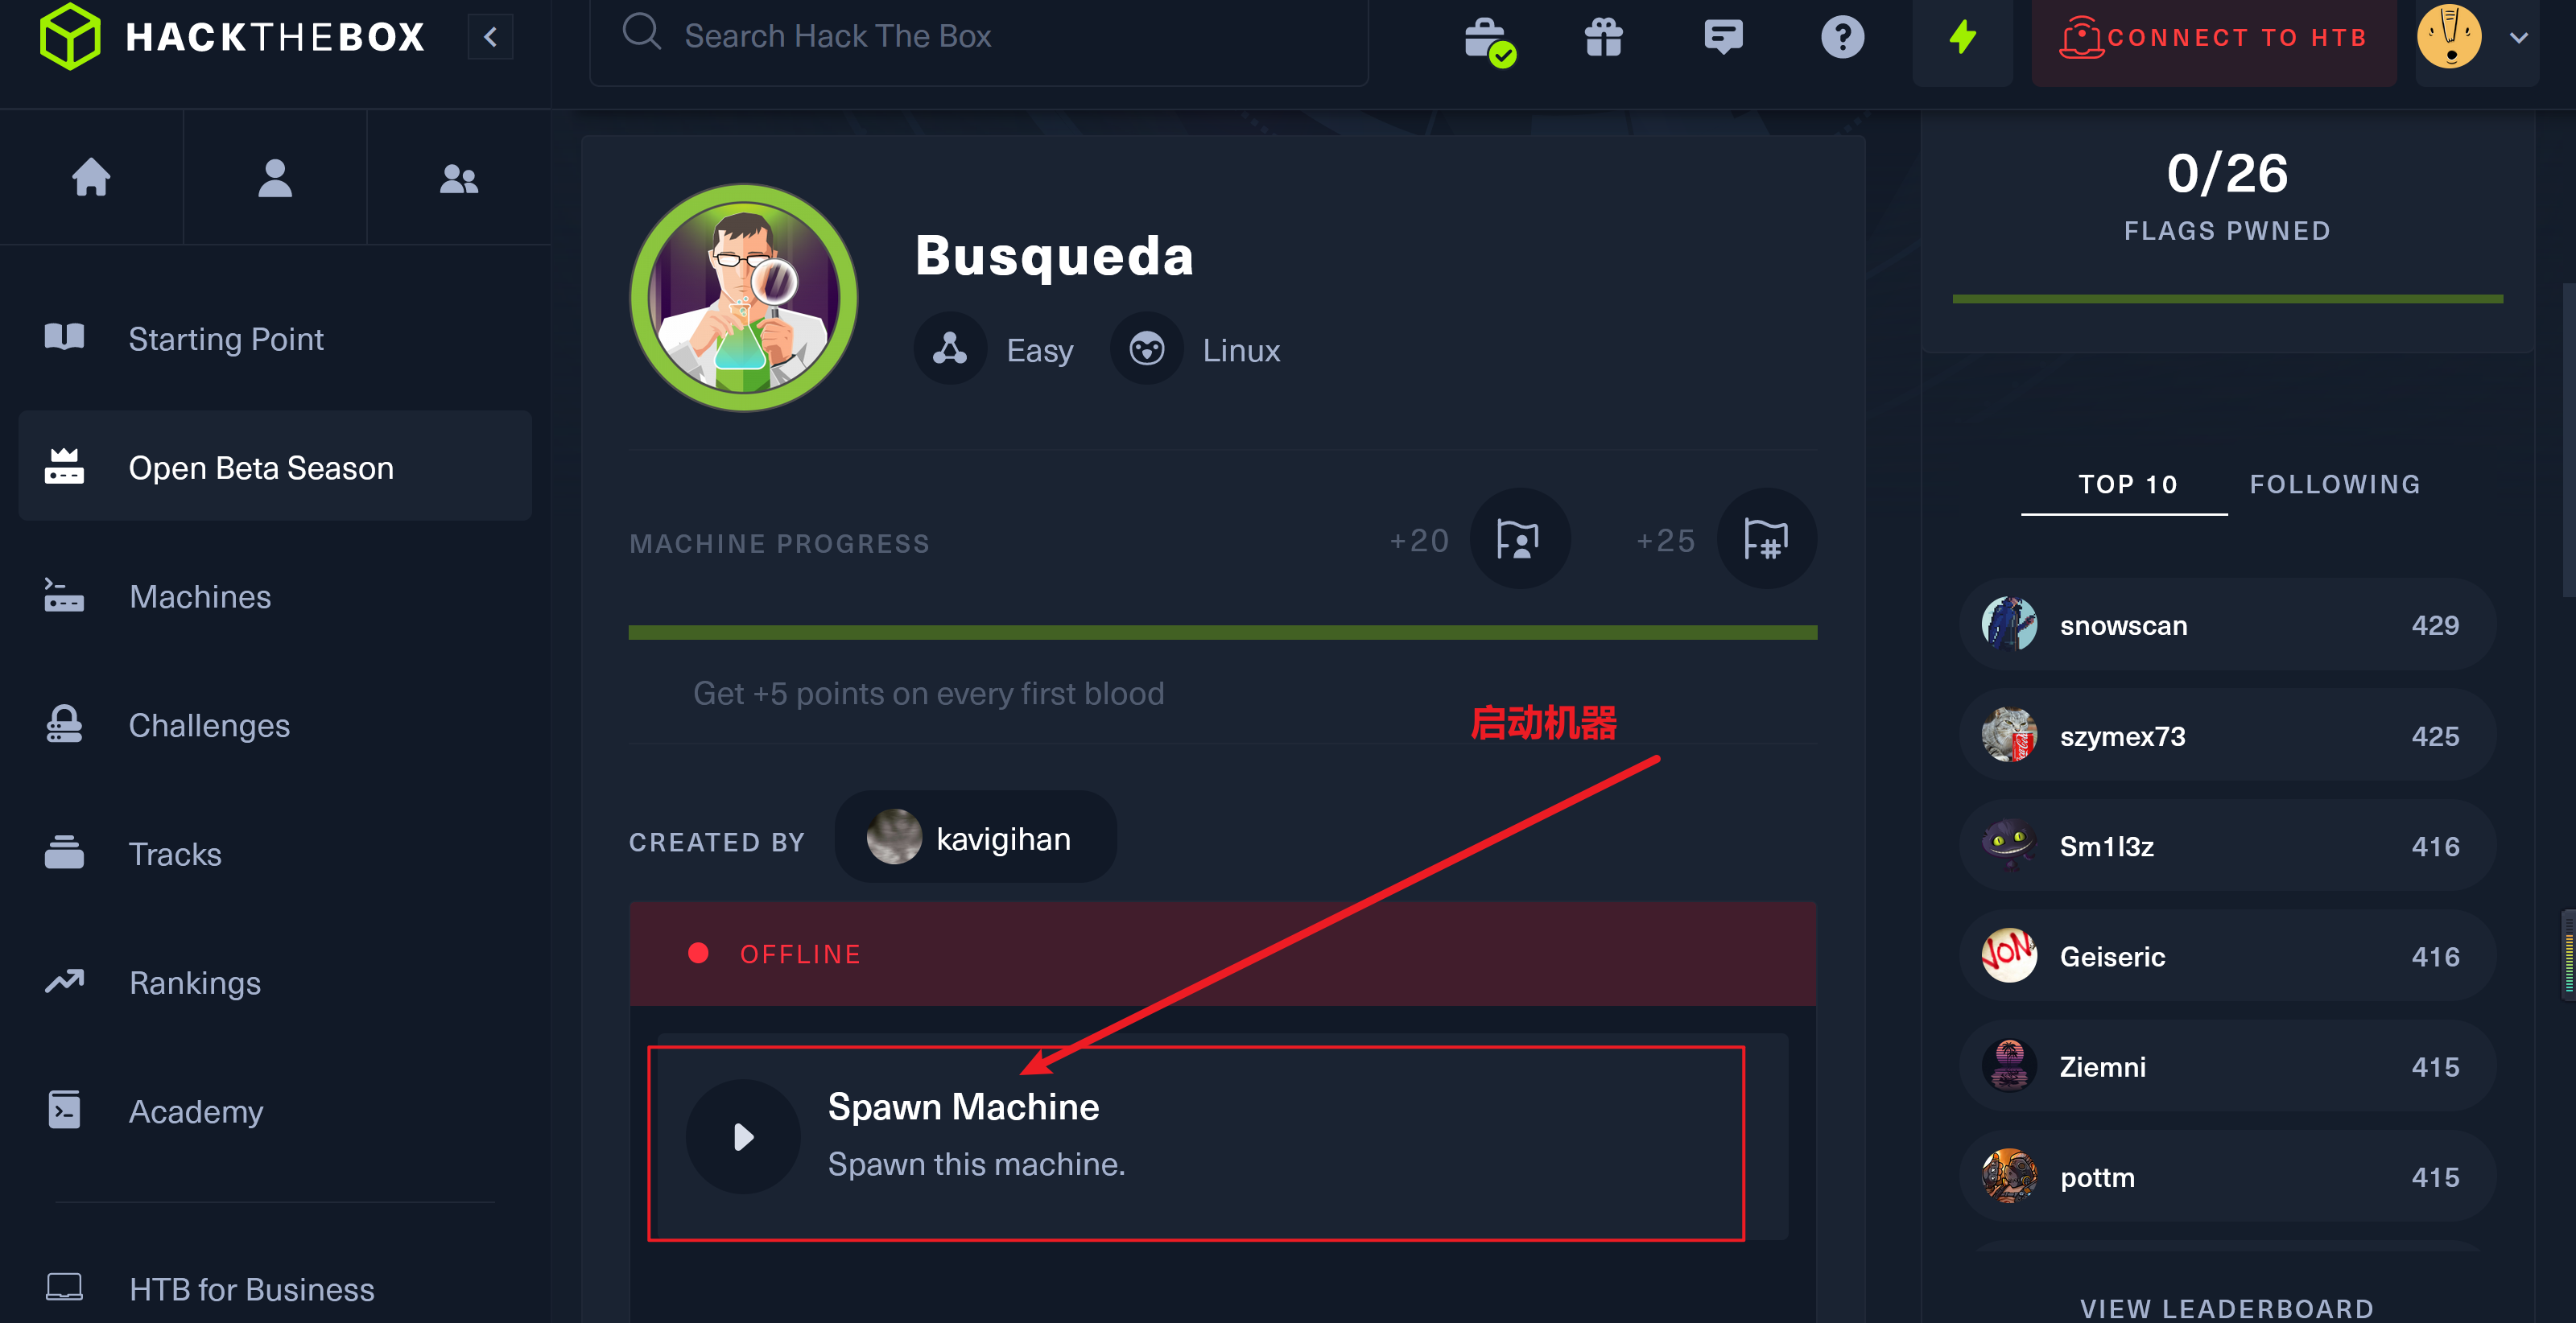 HACKTHEBOX
Search Hack The Box
CONNECT TO HTB
Starting Point
Open Beta Season
Machines
Challenges
Tracks
Rankings
Academy
HTB for Business
Busqueda
Easy
Linux
MACHINE PROGRESS
+20
+25
Get +5 points on every first blood
启动机器
CREATED BY
kavigihan
OFFLINE
Spawn Machine
Spawn this machine.
0/26
FLAGS PWNED
TOP 10
FOLLOWING
snowscan 429
szymex73 425
Sm1l3z 416
Geiseric 416
Ziemni 415
pottm 415
VIEW LEADERBOARD